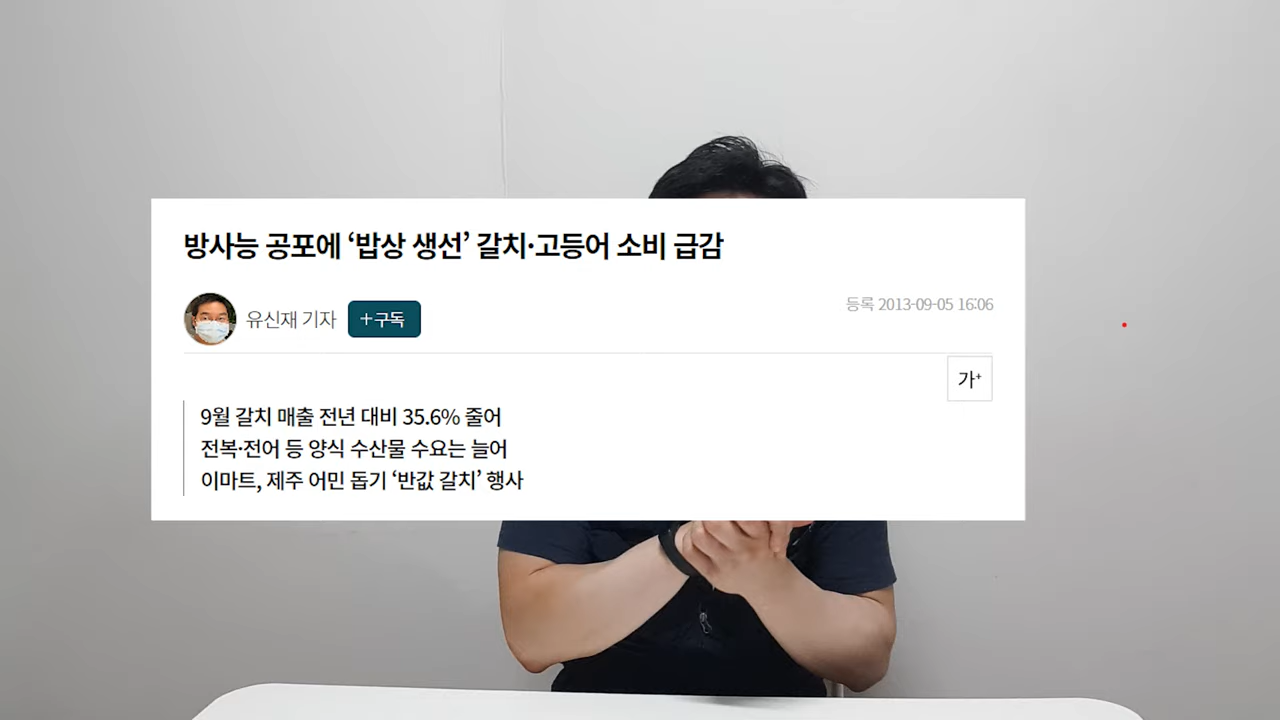 방사능 공포에 ‘밥상 생선’ 갈치·고등어 소비 급감
유신재 기자 +구독
등록 2013-09-05 16:06
가+
9월 갈치 매출 전년 대비 35.6% 줄어
전복·전어 등 양식 수산물 수요는 늘어
이마트, 제주 어민 돕기 ‘반값 갈치’ 행사